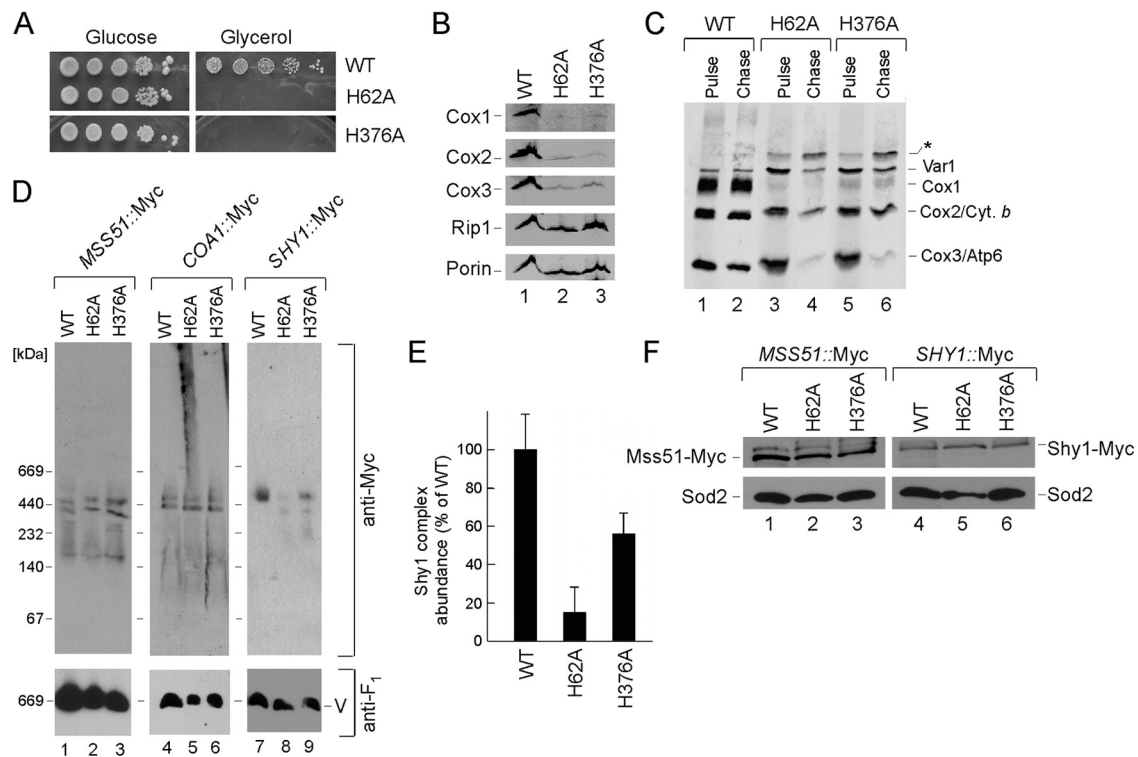 A
Glucose Glycerol
WT
H62A
H376A
B
WT H62A H376A
Cox1
Cox2
Cox3
Rip1
Porin
1 2 3
C
WT H62A H376A
Pulse Chase Pulse Chase Pulse Chase
*
Var1
Cox1
Cox2/Cyt. b
Cox3/Atp6
1 2 3 4 5 6
D
MSS51::Myc COA1::Myc SHY1::Myc
WT H62A H376A WT H62A H376A WT H62A H376A
[kDa]
669
440
232
140
67
anti-Myc
669
V
anti-F1
1 2 3 4 5 6 7 8 9
E
Shy1 complex
abundance (% of WT)
100
80
60
40
20
0
WT H62A H376A
F
MSS51::Myc SHY1::Myc
WT H62A H376A WT H62A H376A
Mss51-Myc Shy1-Myc
Sod2 Sod2
1 2 3 4 5 6